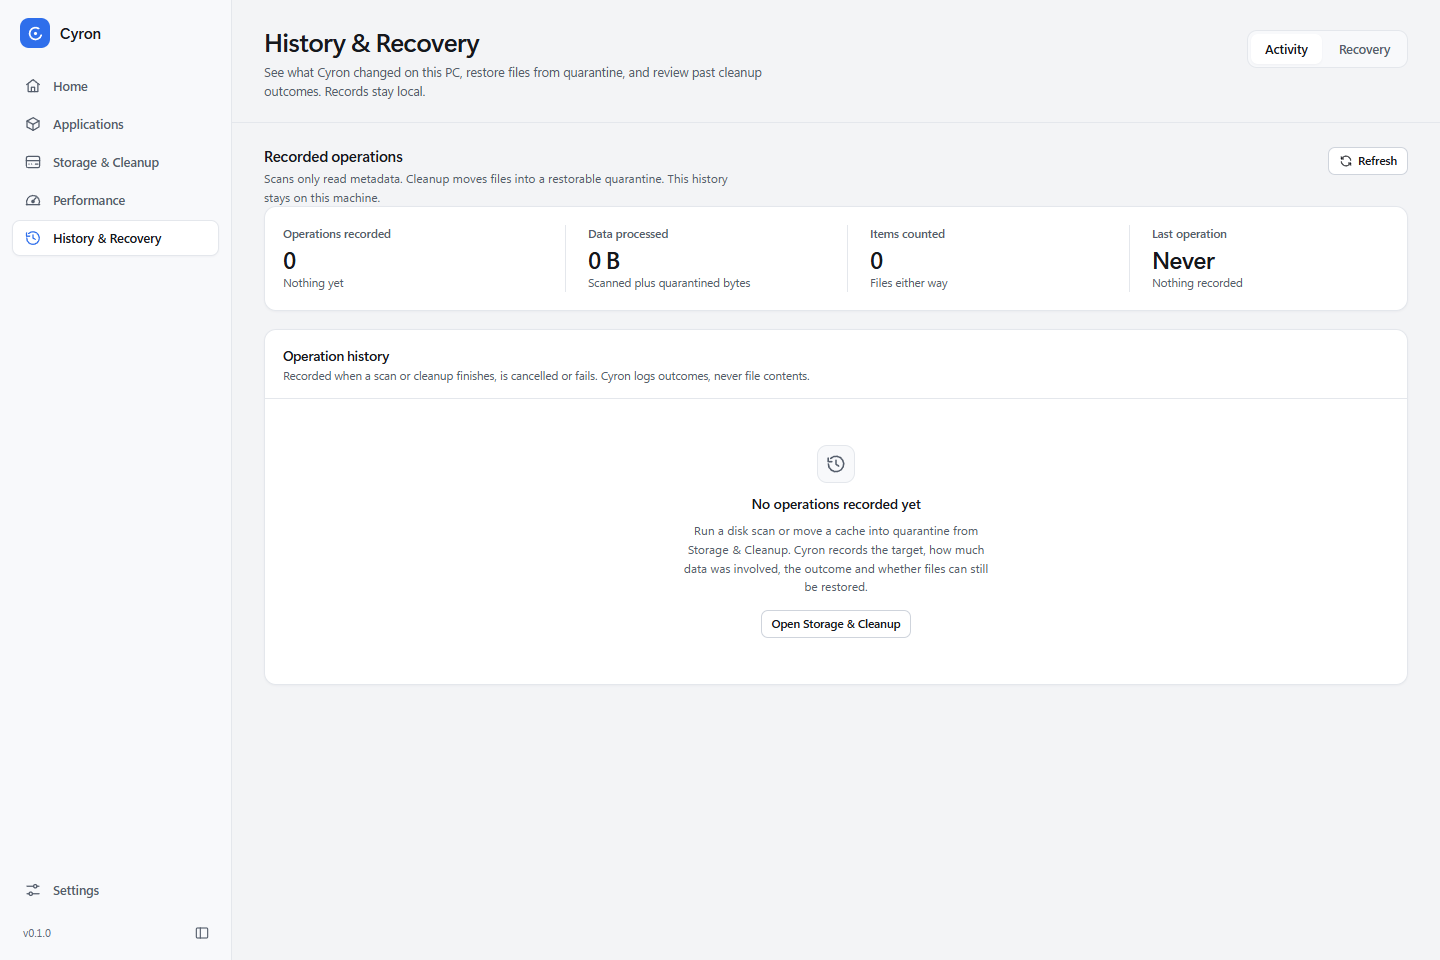 Cyron
Home
Applications
Storage & Cleanup
Performance
History & Recovery
Settings
v0.1.0
History & Recovery
See what Cyron changed on this PC, restore files from quarantine, and review past cleanup
outcomes. Records stay local.
Activity
Recovery
Recorded operations
Scans only read metadata. Cleanup moves files into a restorable quarantine. This history
stays on this machine.
Refresh
Operations recorded
0
Nothing yet
Data processed
0 B
Scanned plus quarantined bytes
Items counted
0
Files either way
Last operation
Never
Nothing recorded
Operation history
Recorded when a scan or cleanup finishes, is cancelled or fails. Cyron logs outcomes, never file contents.
No operations recorded yet
Run a disk scan or move a cache into quarantine from
Storage & Cleanup. Cyron records the target, how much
data was involved, the outcome and whether files can still
be restored.
Open Storage & Cleanup